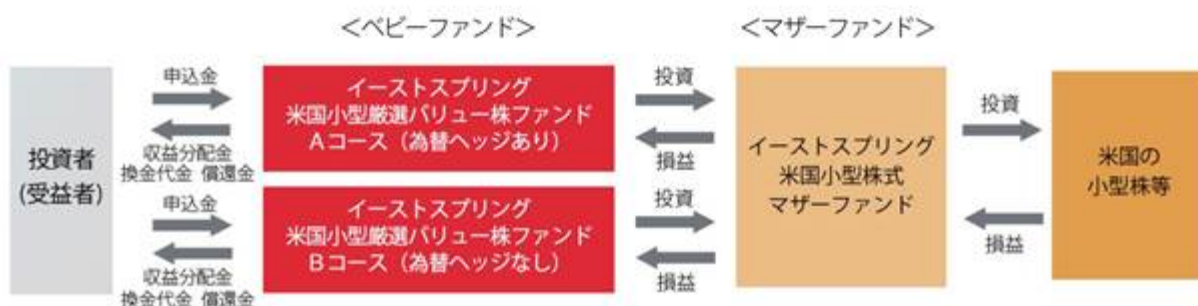 ＜ベビーファンド＞
＜マザーファンド＞
投資者
(受益者)
申込金
収益分配金
換金代金 償還金
申込金
収益分配金
換金代金 償還金
イーストスプリング
米国小型厳選バリュー株ファンド
Aコース（為替ヘッジあり）
イーストスプリング
米国小型厳選バリュー株ファンド
Bコース（為替ヘッジなし）
投資
損益
投資
損益
イーストスプリング
米国小型株式
マザーファンド
投資
損益
米国の
小型株等